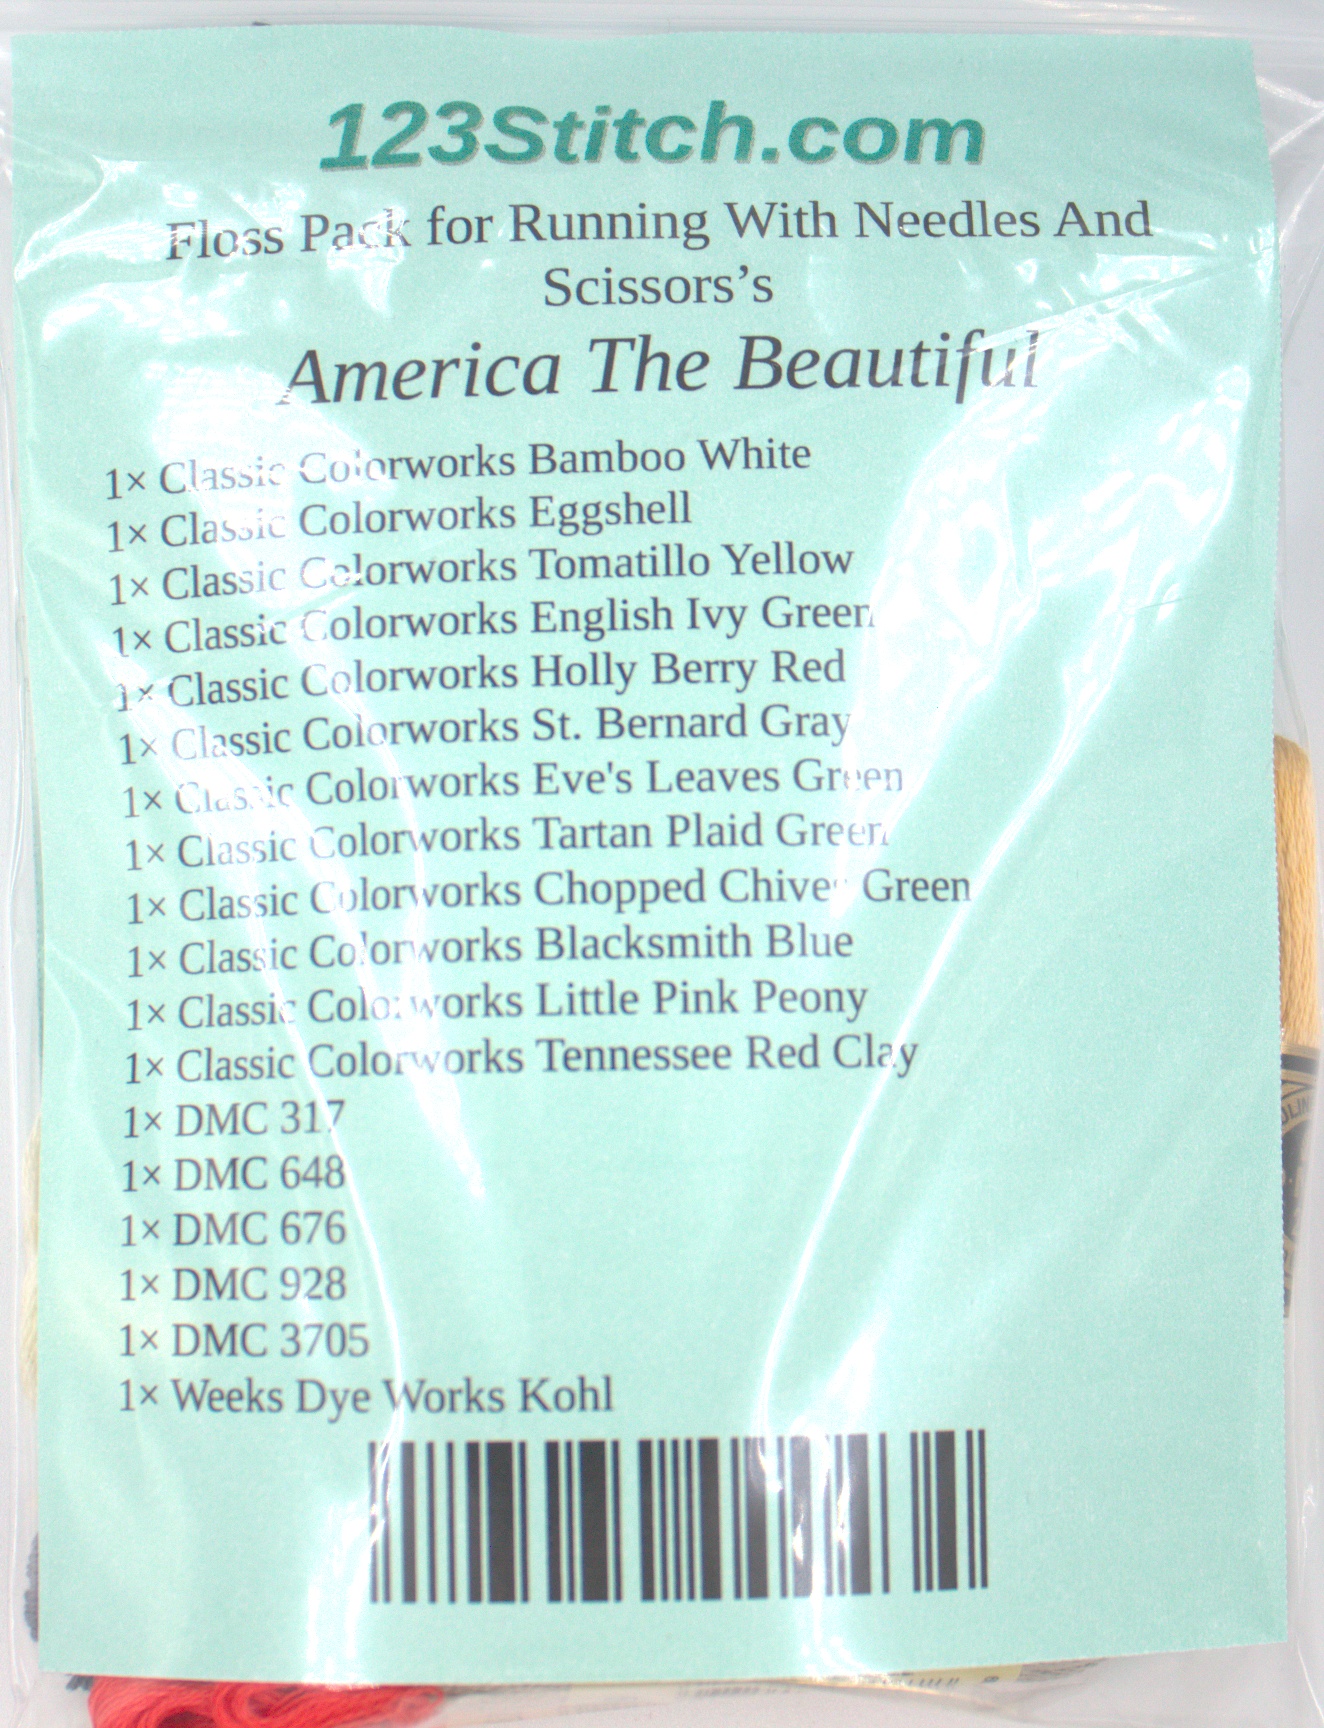 123Stitch.com
Floss Pack for Running With Needles And
Scissors’s
America The Beautiful
1× Classic Colorworks Bamboo White
1× Classic Colorworks Eggshell
1× Classic Colorworks Tomatillo Yellow
1× Classic Colorworks English Ivy Green
1× Classic Colorworks Holly Berry Red
1× Classic Colorworks St. Bernard Gray
1× Classic Colorworks Eve's Leaves Green
1× Classic Colorworks Tartan Plaid Green
1× Classic Colorworks Chopped Chives Green
1× Classic Colorworks Blacksmith Blue
1× Classic Colorworks Little Pink Peony
1× Classic Colorworks Tennessee Red Clay
1× DMC 317
1× DMC 648
1× DMC 676
1× DMC 928
1× DMC 3705
1× Weeks Dye Works Kohl